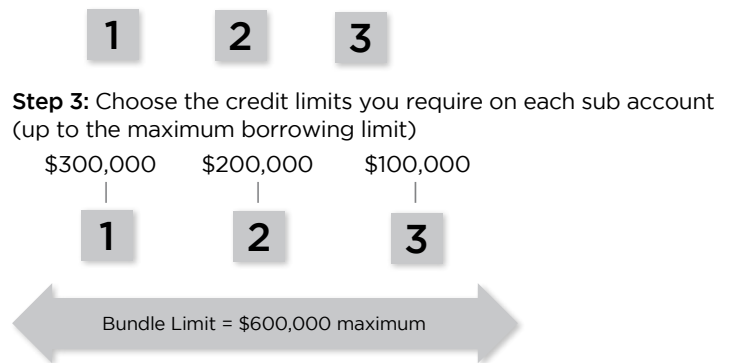 1 2 3
Step 3: Choose the credit limits you require on each sub account
(up to the maximum borrowing limit)
$300,000 $200,000 $100,000
1 2 3
Bundle Limit = $600,000 maximum